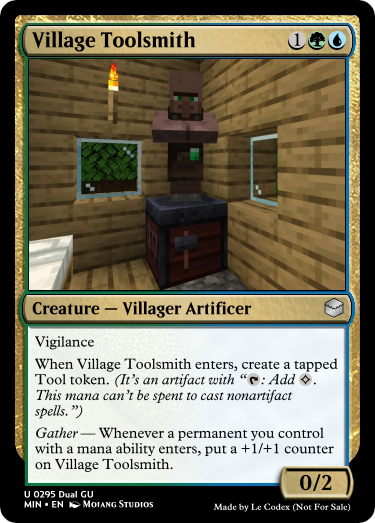 Village Toolsmith 1
Creature — Villager Artificer
Vigilance
When Village Toolsmith enters, create a tapped
Tool token. (It's an artifact with “: Add .
This mana can't be spent to cast nonartifact
spells.”)
Gather — Whenever a permanent you control
with a mana ability enters, put a +1/+1 counter
on Village Toolsmith.
0/2
U 0295 Dual GU
MIN • EN Mojang Studios
Made by Le Codex (Not For Sale)